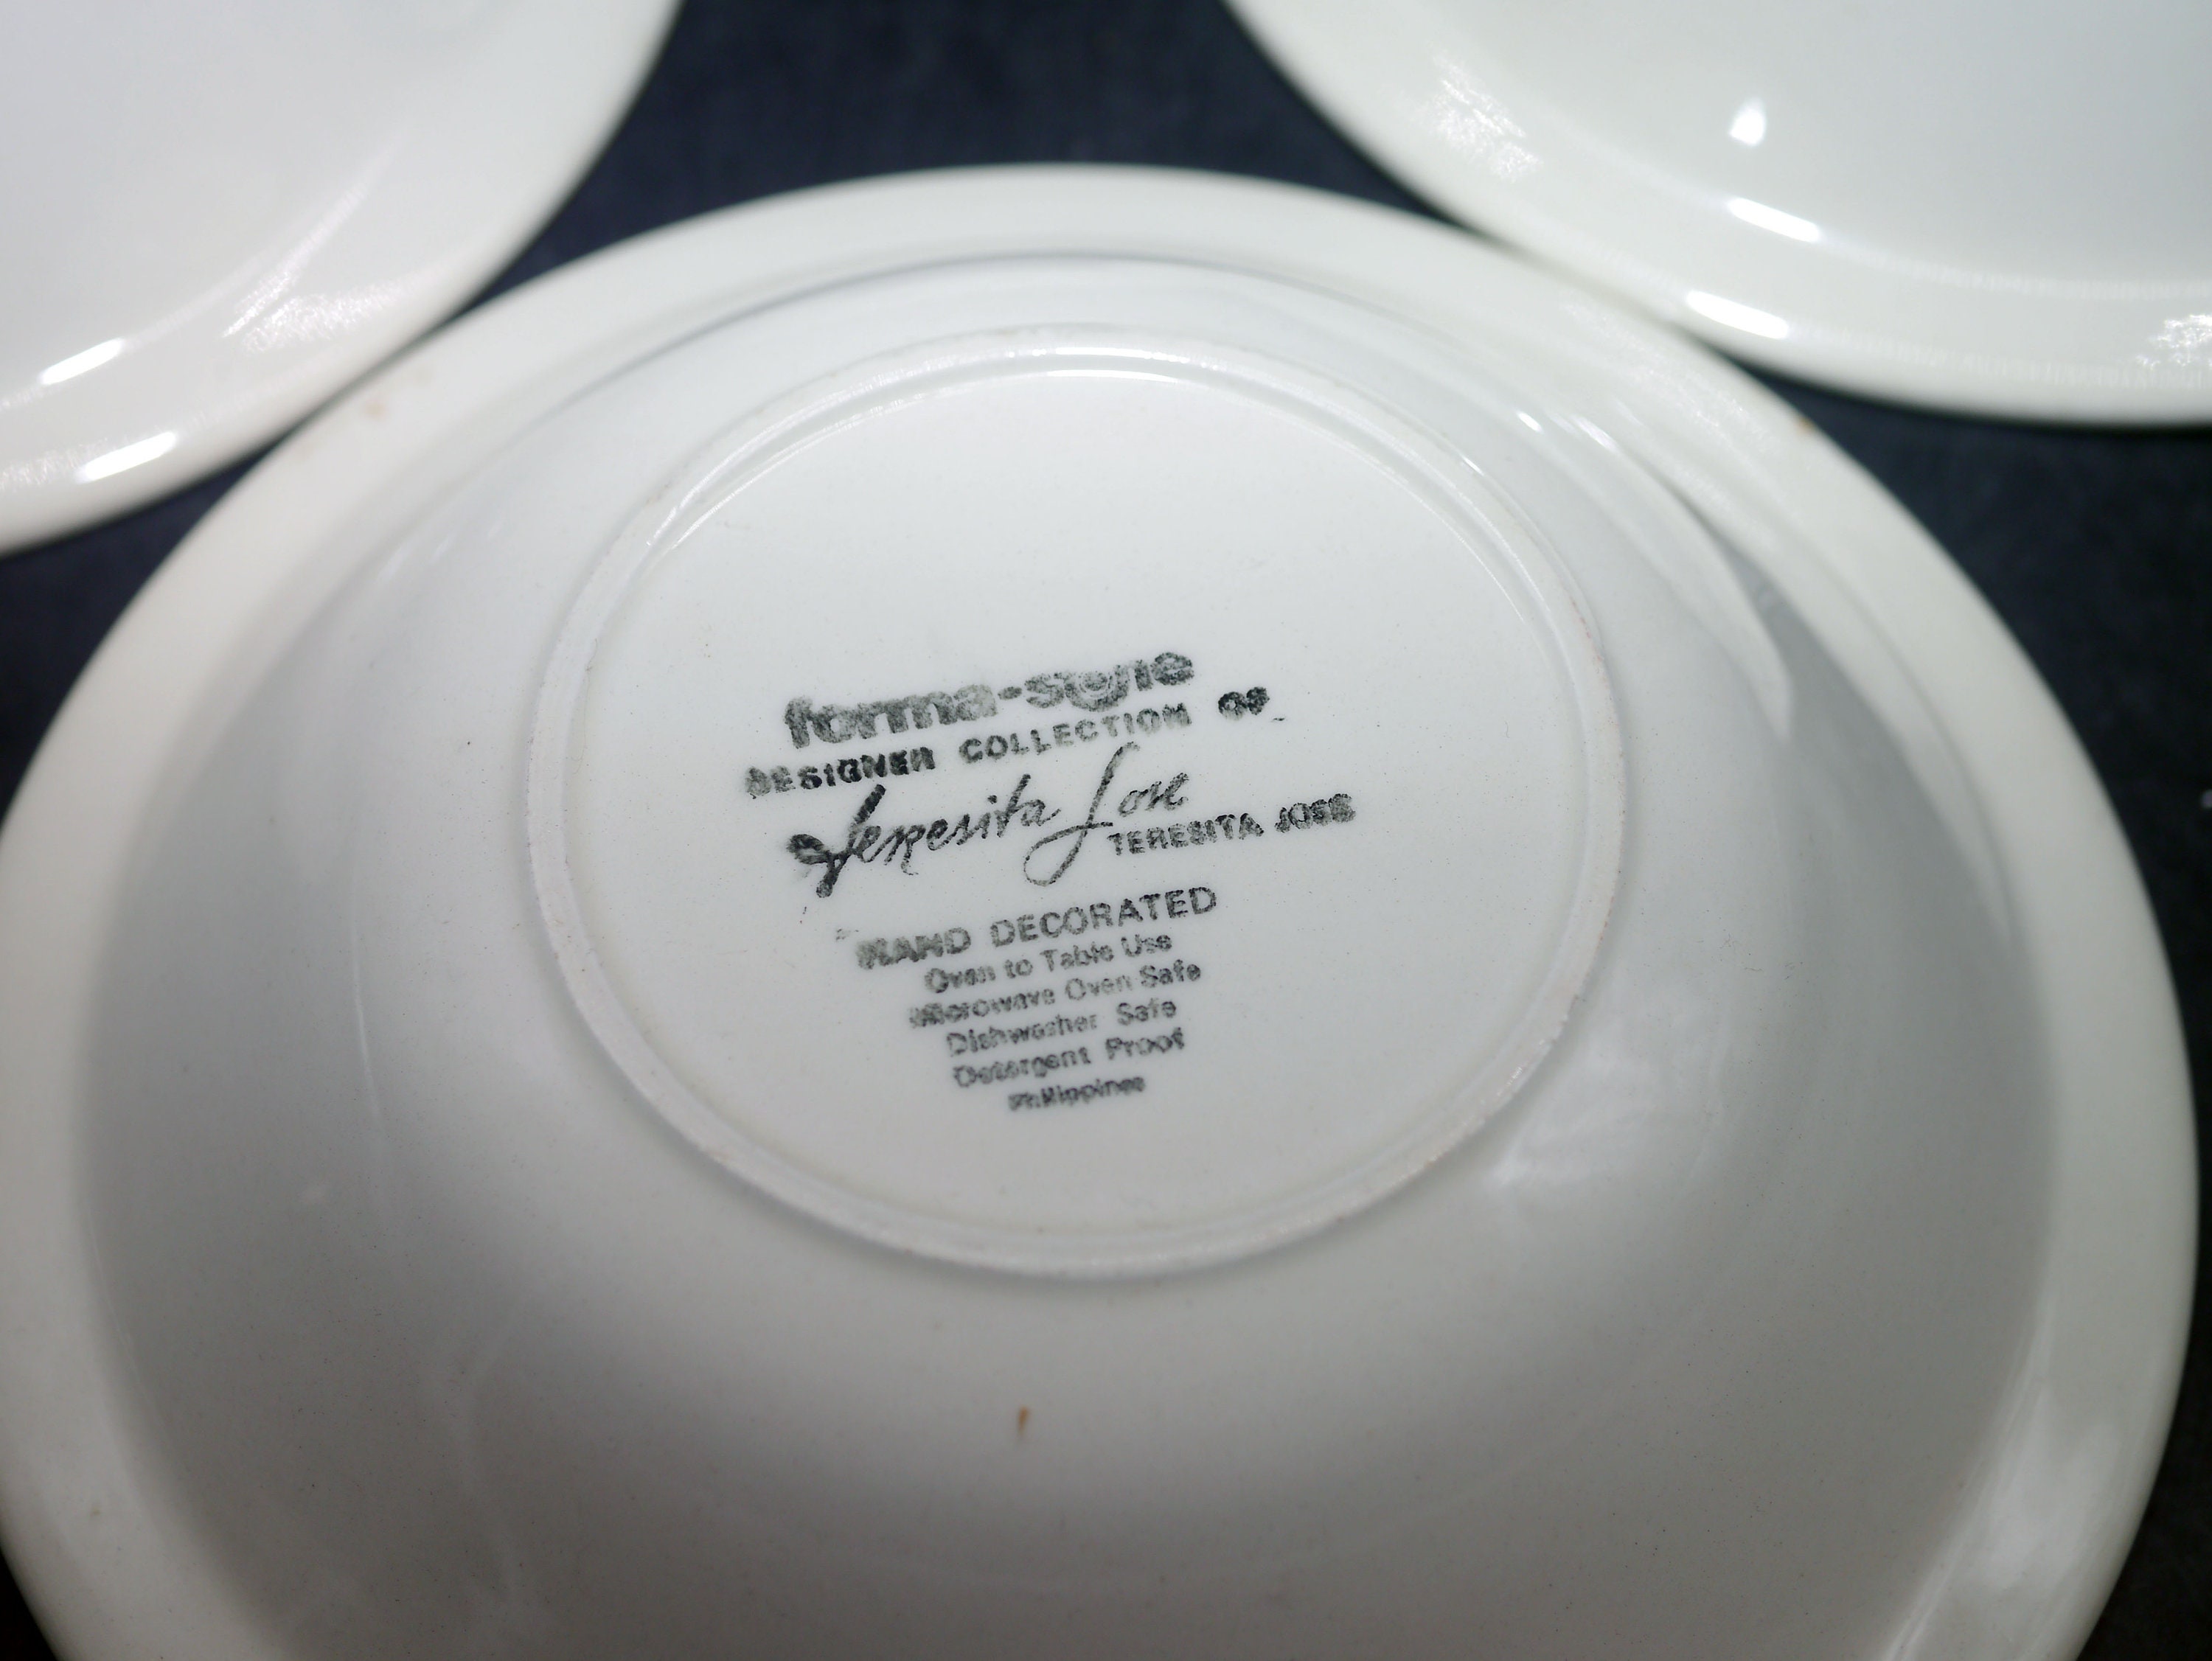 forma-signe
DESIGNER COLLECTION OF
Teresita Jose
TERESITA JOSE
HAND DECORATED
Oven to Table Use
Microwave Oven Safe
Dishwasher Safe
Detergent Proof
Philippines